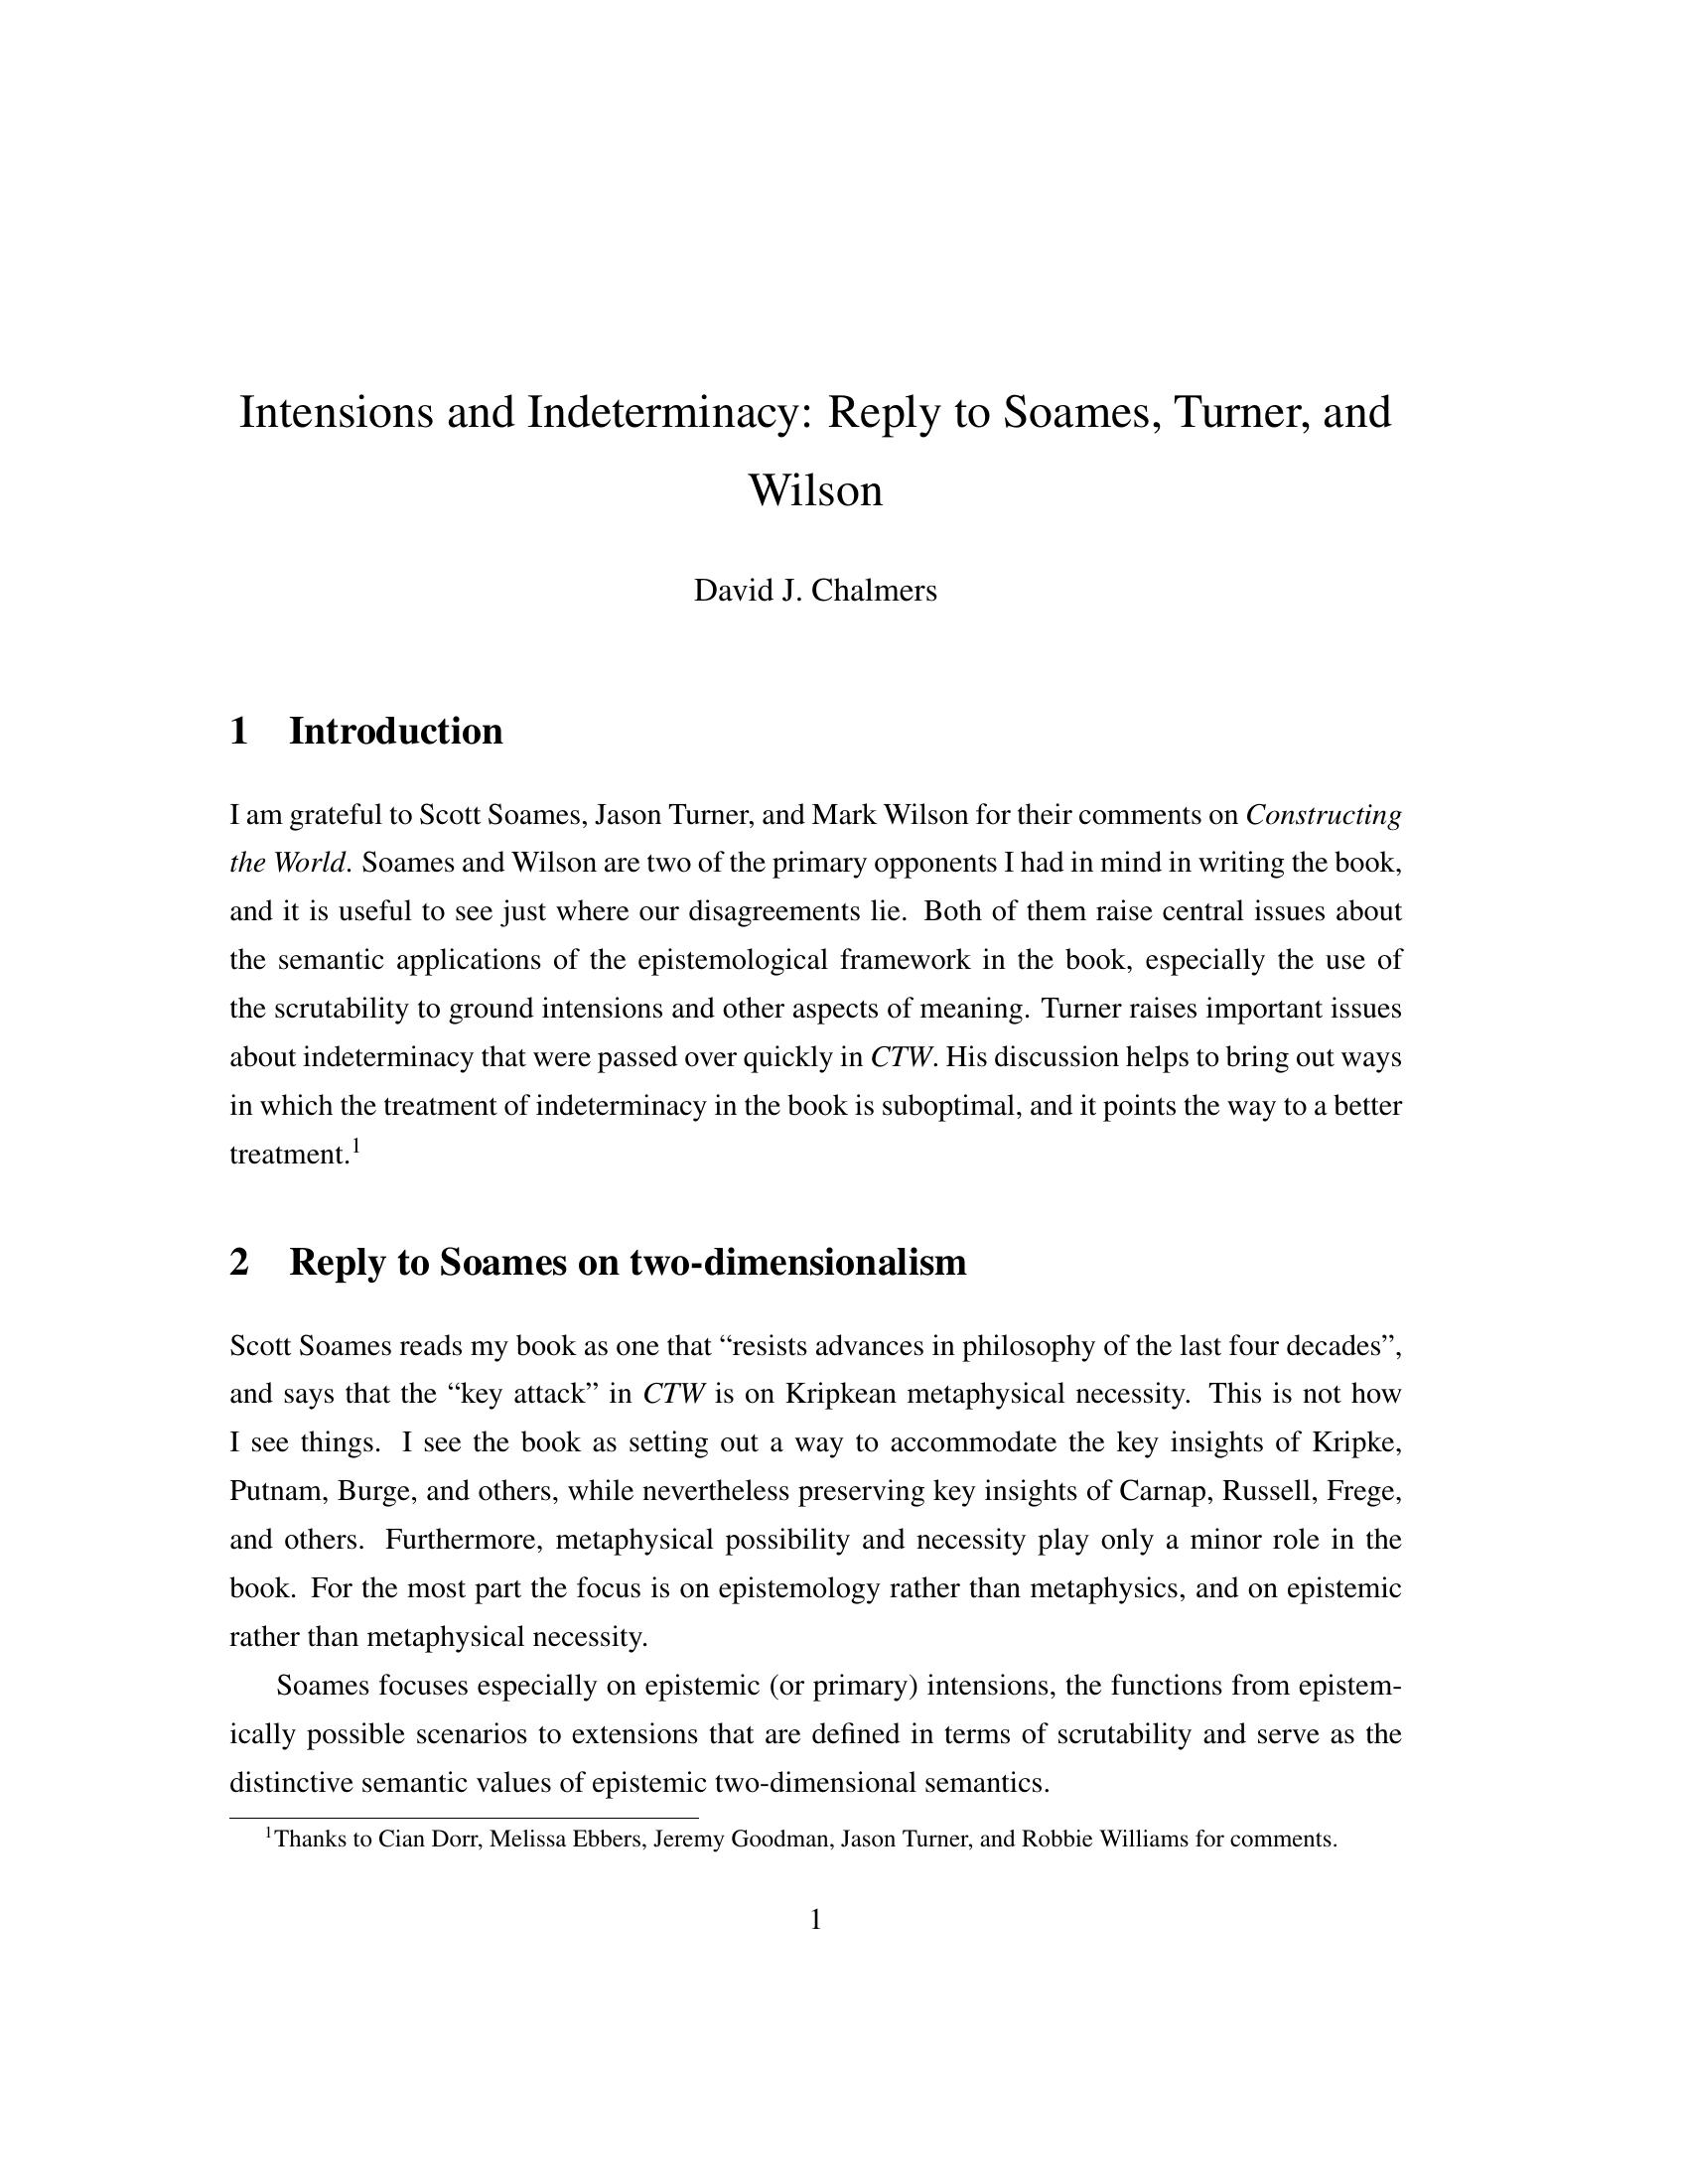 Intensions and Indeterminacy: Reply to Soames, Turner, and
Wilson
David J. Chalmers
1 Introduction
I am grateful to Scott Soames, Jason Turner, and Mark Wilson for their comments on Constructing
the World. Soames and Wilson are two of the primary opponents I had in mind in writing the book,
and it is useful to see just where our disagreements lie. Both of them raise central issues about
the semantic applications of the epistemological framework in the book, especially the use of
the scrutability to ground intensions and other aspects of meaning. Turner raises important issues
about indeterminacy that were passed over quickly in CTW. His discussion helps to bring out ways
in which the treatment of indeterminacy in the book is suboptimal, and it points the way to a better
treatment.1
2 Reply to Soames on two-dimensionalism
Scott Soames reads my book as one that “resists advances in philosophy of the last four decades”,
and says that the “key attack” in CTW is on Kripkean metaphysical necessity. This is not how
I see things. I see the book as setting out a way to accommodate the key insights of Kripke,
Putnam, Burge, and others, while nevertheless preserving key insights of Carnap, Russell, Frege,
and others. Furthermore, metaphysical possibility and necessity play only a minor role in the
book. For the most part the focus is on epistemology rather than metaphysics, and on epistemic
rather than metaphysical necessity.
Soames focuses especially on epistemic (or primary) intensions, the functions from epistem-
ically possible scenarios to extensions that are defined in terms of scrutability and serve as the
distinctive semantic values of epistemic two-dimensional semantics.
1Thanks to Cian Dorr, Melissa Ebbers, Jeremy Goodman, Jason Turner, and Robbie Williams for comments.
1